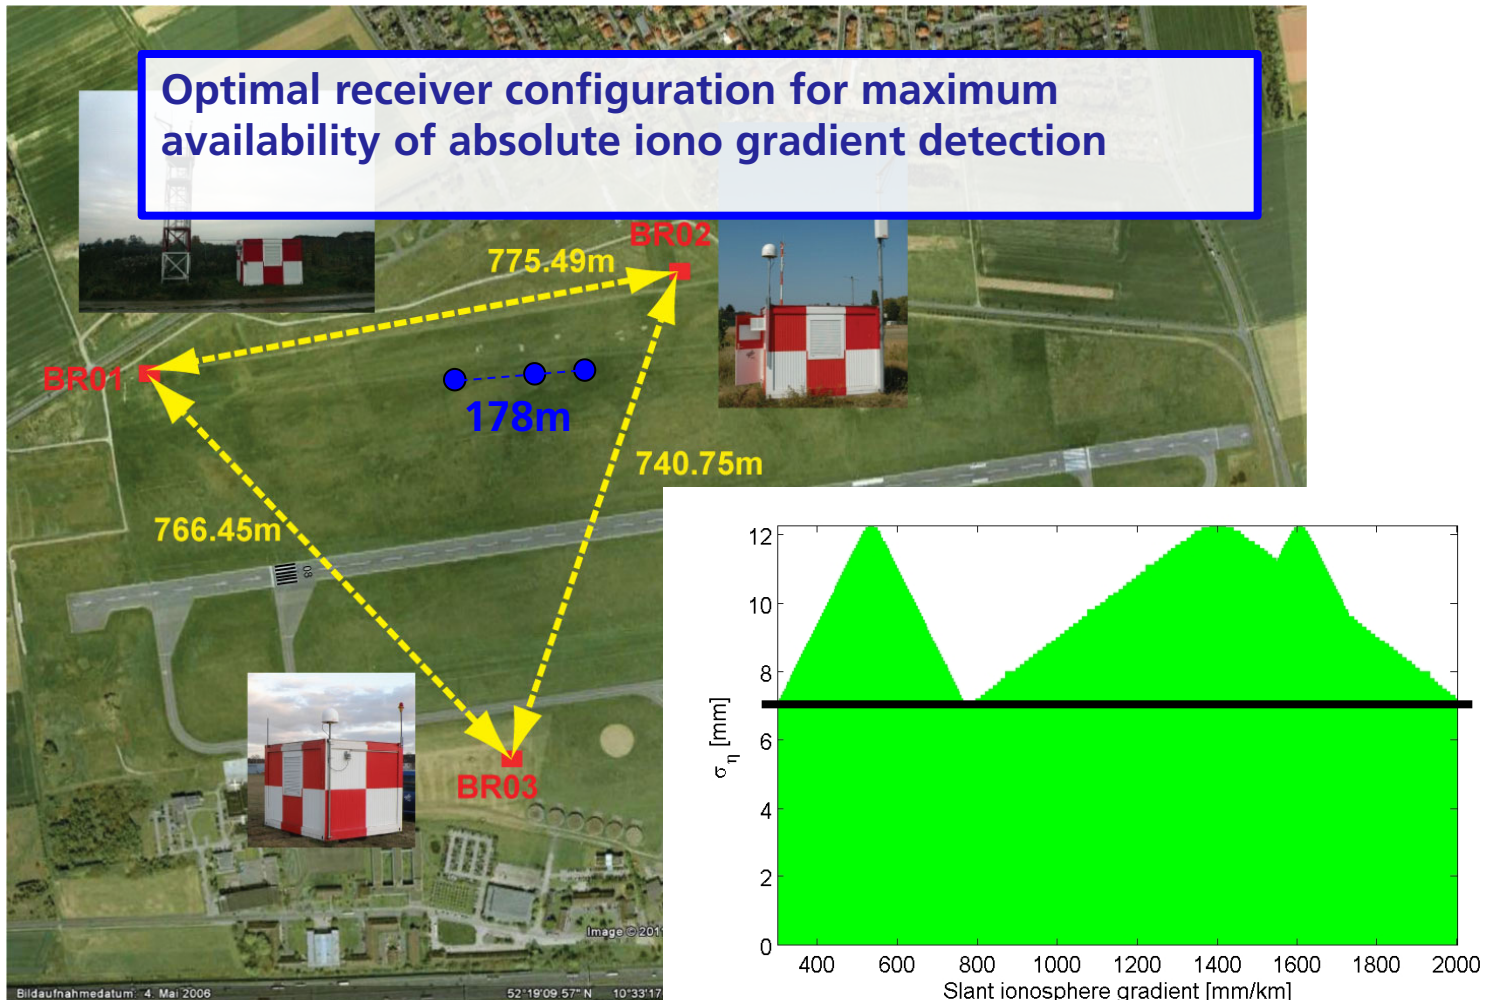 Optimal receiver configuration for maximum
availability of absolute iono gradient detection
BR02
775.49m
BR01
178m
740.75m
766.45m
08
BR03
Image © 201
Bildaufnahmedatum: 4. Mai 2006
52°19'09.57" N 10°33'17
12
10
8
6
4
2
0
σ η [mm]
400 600 800 1000 1200 1400 1600 1800 2000
Slant ionosphere gradient [mm/km]